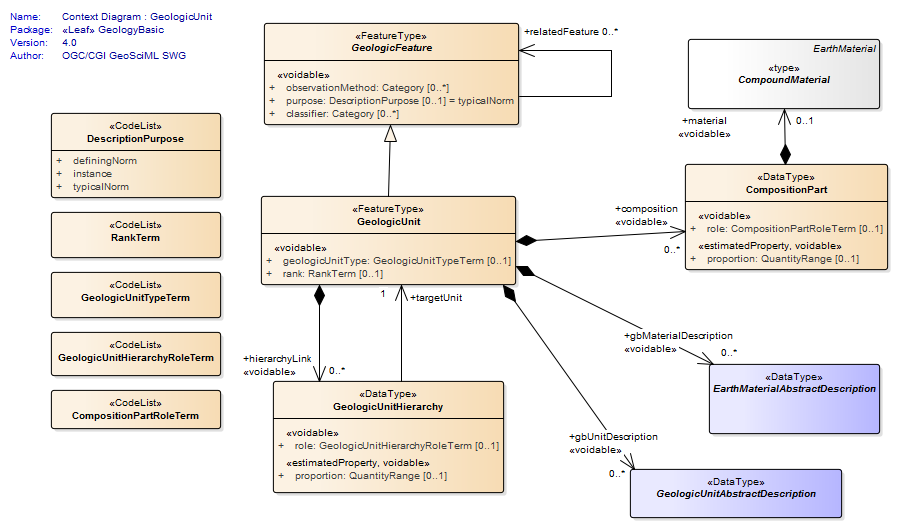 Name: Context Diagram : GeologicUnit
Package: «Leaf» GeologyBasic
Version: 4.0
Author: OGC/CGI GeoSciML SWG
«FeatureType»
GeologicFeature
«voidable»
+ observationMethod: Category [0..*]
+ purpose: DescriptionPurpose [0..1] = typicalNorm
+ classifier: Category [0..*]
+relatedFeature 0..*
EarthMaterial
«type»
CompoundMaterial
+material
«voidable»
0..1
«CodeList»
DescriptionPurpose
+ definingNorm
+ instance
+ typicalNorm
«CodeList»
RankTerm
«CodeList»
GeologicUnitTypeTerm
«CodeList»
GeologicUnitHierarchyRoleTerm
«CodeList»
CompositionPartRoleTerm
«FeatureType»
GeologicUnit
«voidable»
+ geologicUnitType: GeologicUnitTypeTerm [0..1]
+ rank: RankTerm [0..1]
+composition
«voidable»
0..*
«DataType»
CompositionPart
«voidable»
+ role: CompositionPartRoleTerm [0..1]
«estimatedProperty, voidable»
+ proportion: QuantityRange [0..1]
1
+targetUnit
+hierarchyLink
«voidable»
0..*
+gbMaterialDescription
«voidable»
0..*
«DataType»
EarthMaterialAbstractDescription
«DataType»
GeologicUnitHierarchy
«voidable»
+ role: GeologicUnitHierarchyRoleTerm [0..1]
«estimatedProperty, voidable»
+ proportion: QuantityRange [0..1]
+gbUnitDescription
«voidable»
0..*
«DataType»
GeologicUnitAbstractDescription